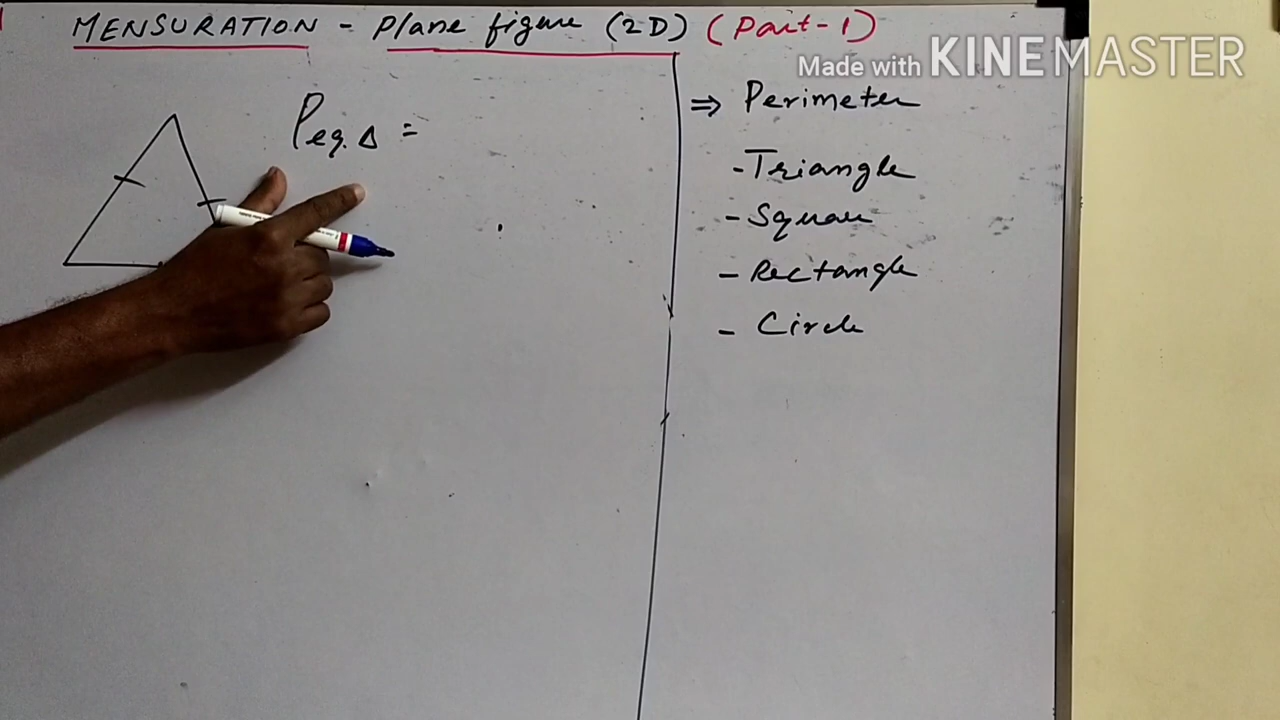 MENSURATION - Plane figure (2D) (Part-1)
Made with KINEMASTER
Peq. Δ =
⇒ Perimeter
- Triangle
- Square
- Rectangle
- Circle